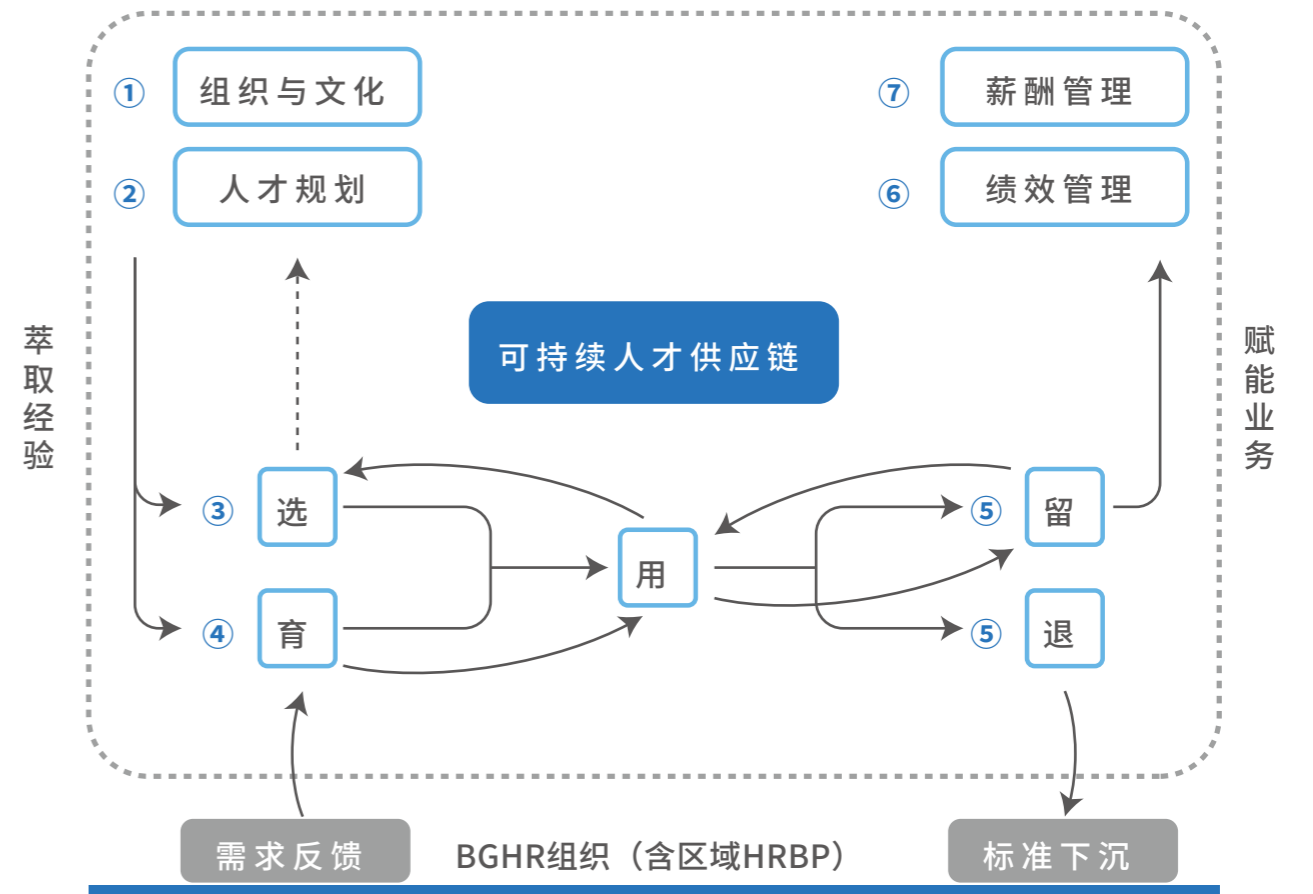 ① 组织与文化
⑦ 薪酬管理
② 人才规划
⑥ 绩效管理
萃取经验
可持续人才供应链
赋能业务
③ 选
⑤ 留
用
④ 育
⑤ 退
需求反馈
BGHR组织（含区域HRBP）
标准下沉